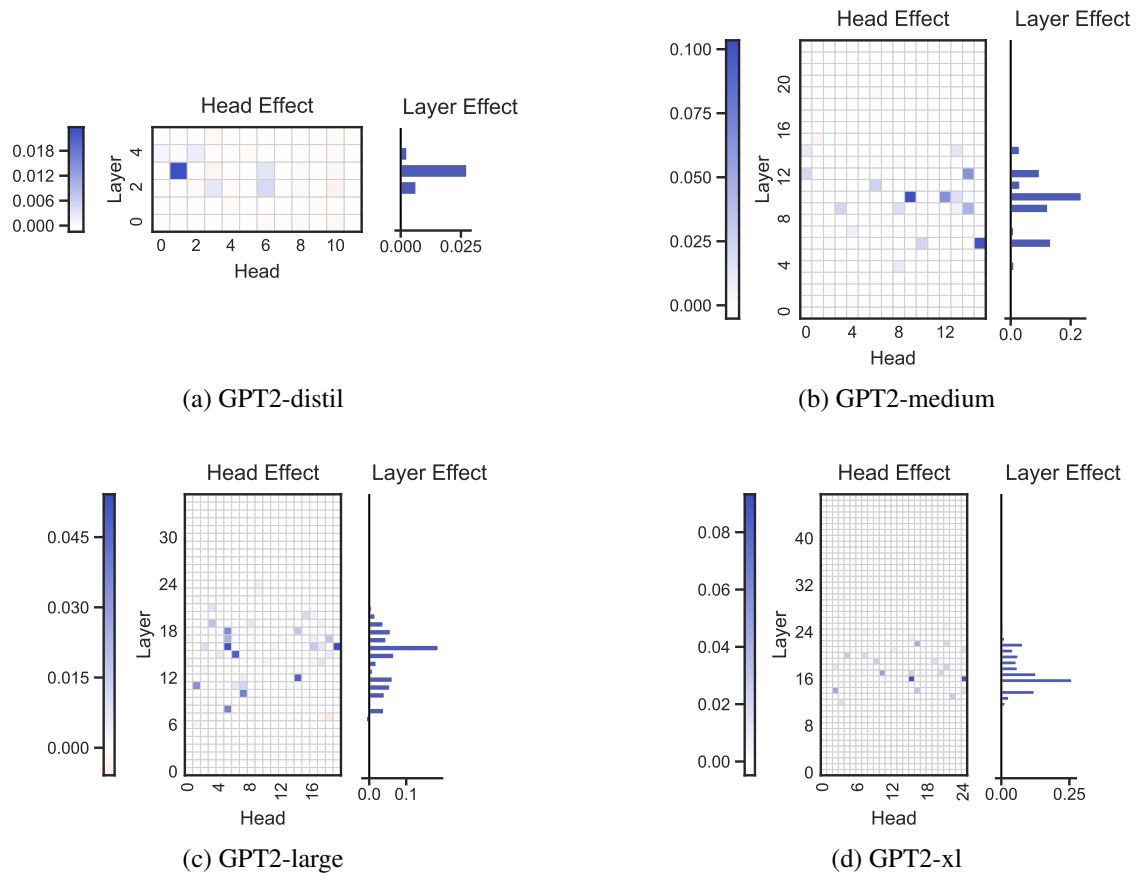 Head Effect
Layer Effect
0.018
0.012
0.006
0.000
Layer
4
2
0
0 2 4 6 8 10
Head
0.000 0.025
(a) GPT2-distil
Head Effect
Layer Effect
0.100
0.075
0.050
0.025
0.000
Layer
20
16
12
8
4
0
0 4 8 12
Head
0.0 0.2
(b) GPT2-medium
Head Effect
Layer Effect
0.045
0.030
0.015
0.000
Layer
30
24
18
12
6
0
0 4 8 12 16
Head
0.0 0.1
(c) GPT2-large
Head Effect
Layer Effect
0.08
0.06
0.04
0.02
0.00
Layer
40
32
24
16
8
0
0 6 12 18 24
Head
0.00 0.25
(d) GPT2-xl